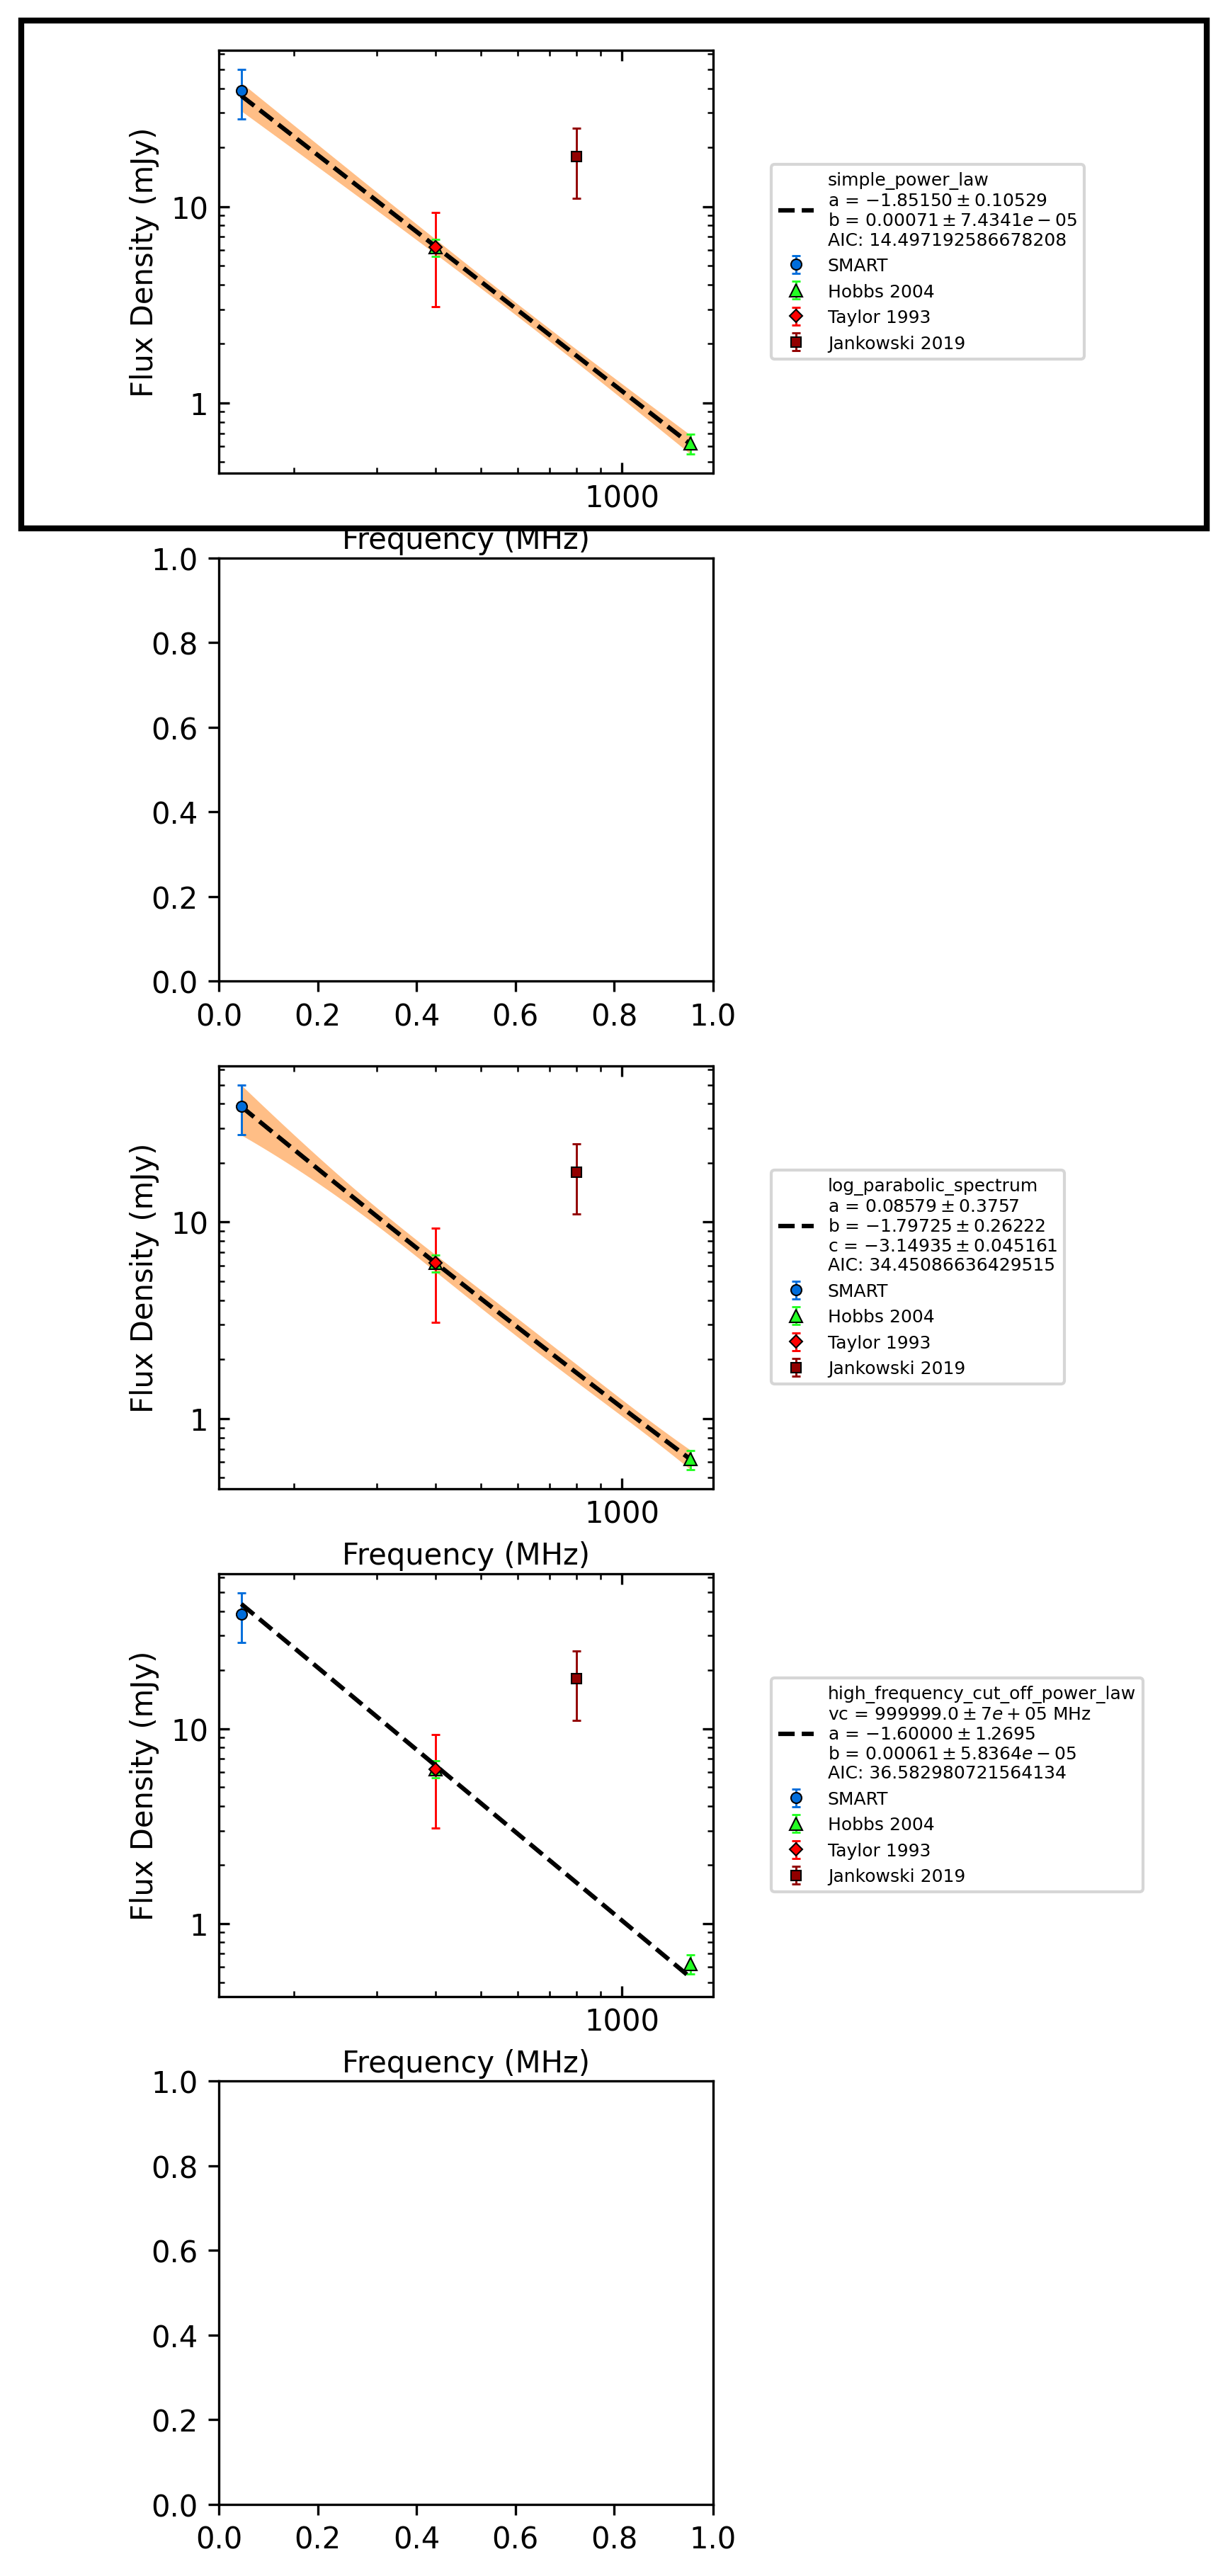 Flux Density (mJy)
10
1
1000
simple_power_law
a = −1.85150 ± 0.10529
b = 0.00071 ± 7.4341e − 05
AIC: 14.497192586678208
SMART
Hobbs 2004
Taylor 1993
Jankowski 2019
Frequency (MHz)
1.0
0.8
0.6
0.4
0.2
0.0
0.0 0.2 0.4 0.6 0.8 1.0
Flux Density (mJy)
10
1
1000
log_parabolic_spectrum
a = 0.08579 ± 0.3757
b = −1.79725 ± 0.26222
c = −3.14935 ± 0.045161
AIC: 34.45086636429515
SMART
Hobbs 2004
Taylor 1993
Jankowski 2019
Frequency (MHz)
Flux Density (mJy)
10
1
1000
high_frequency_cut_off_power_law
vc = 999999.0 ± 7e + 05 MHz
a = −1.60000 ± 1.2695
b = 0.00061 ± 5.8364e − 05
AIC: 36.582980721564134
SMART
Hobbs 2004
Taylor 1993
Jankowski 2019
Frequency (MHz)
1.0
0.8
0.6
0.4
0.2
0.0
0.0 0.2 0.4 0.6 0.8 1.0